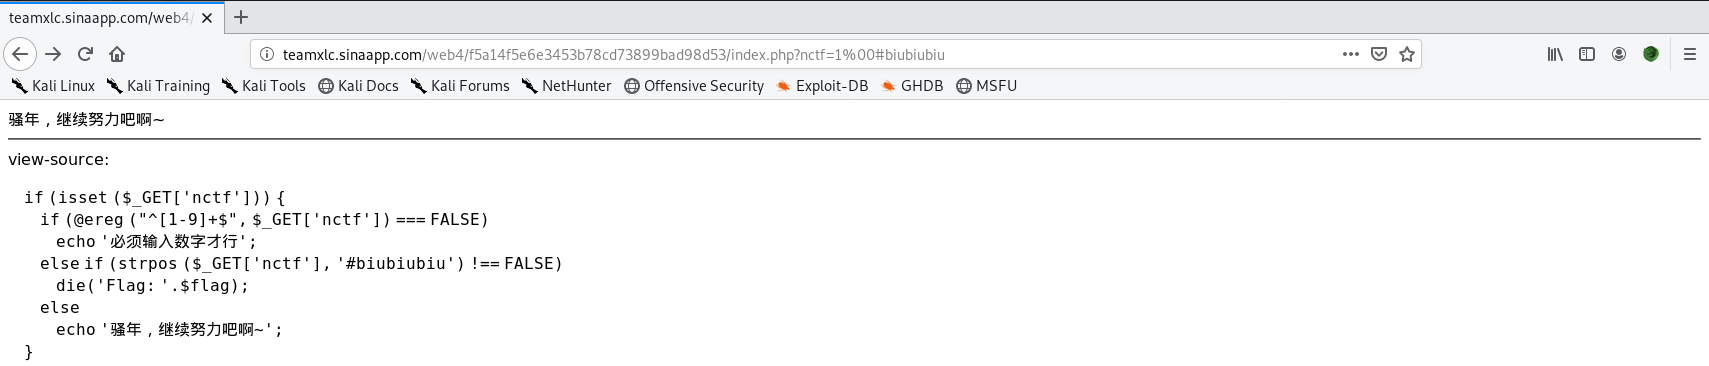 teamxlc.sinaapp.com/web4/
teamxlc.sinaapp.com/web4/f5a14f5e6e3453b78cd73899bad98d53/index.php?nctf=1%00#biubiubiu
Kali Linux Kali Training Kali Tools Kali Docs Kali Forums NetHunter Offensive Security Exploit-DB GHDB MSFU
骚年，继续努力吧啊~
view-source:
if (isset ($_GET['nctf'])) {
if (@ereg ("^[1-9]+$", $_GET['nctf']) === FALSE)
echo '必须输入数字才行';
else if (strpos ($_GET['nctf'], '#biubiubiu') !== FALSE)
die('Flag: '.$flag);
else
echo '骚年，继续努力吧啊~';
}